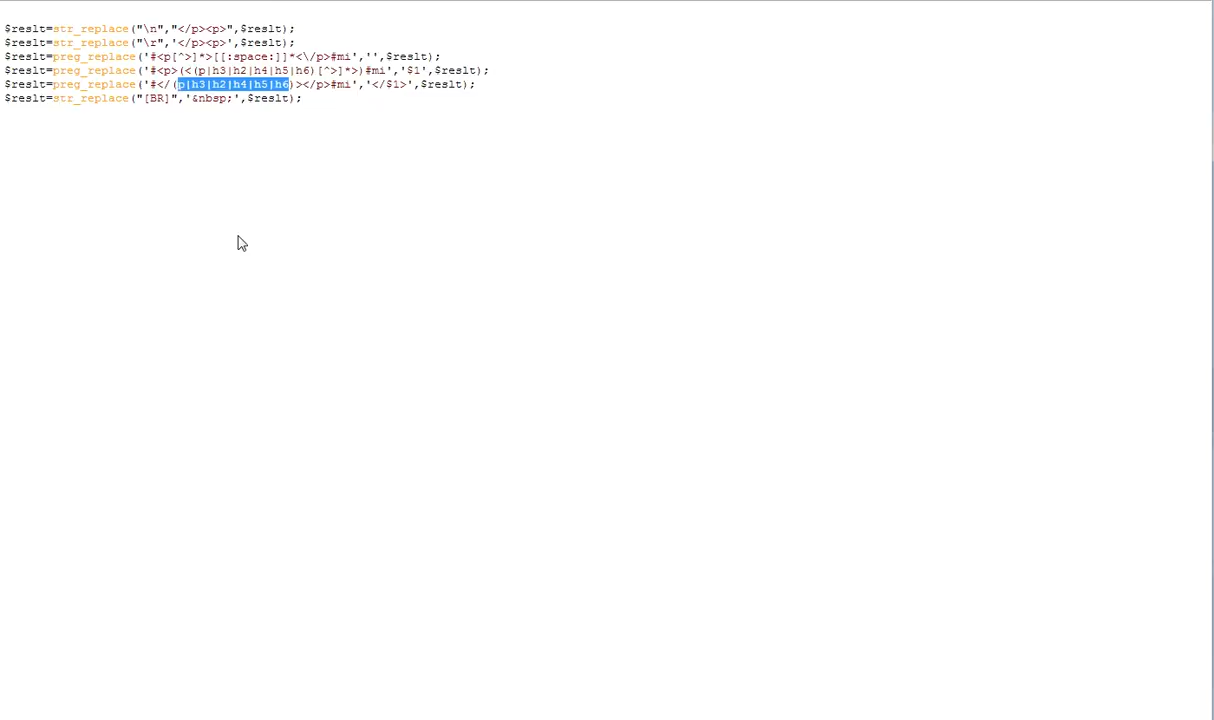 $reslt=str_replace("\n","</p><p>",$reslt);
$reslt=str_replace("\r",'</p><p>',$reslt);
$reslt=preg_replace('#<p[^>]*>[[:space:]]*<\/p>#mi','',$reslt);
$reslt=preg_replace('#<p>(<(p|h3|h2|h4|h5|h6)[^>]*>)#mi','$1',$reslt);
$reslt=preg_replace('#</(p|h3|h2|h4|h5|h6)></p>#mi','</$1>',$reslt);
$reslt=str_replace("[BR]",'&nbsp;',$reslt);